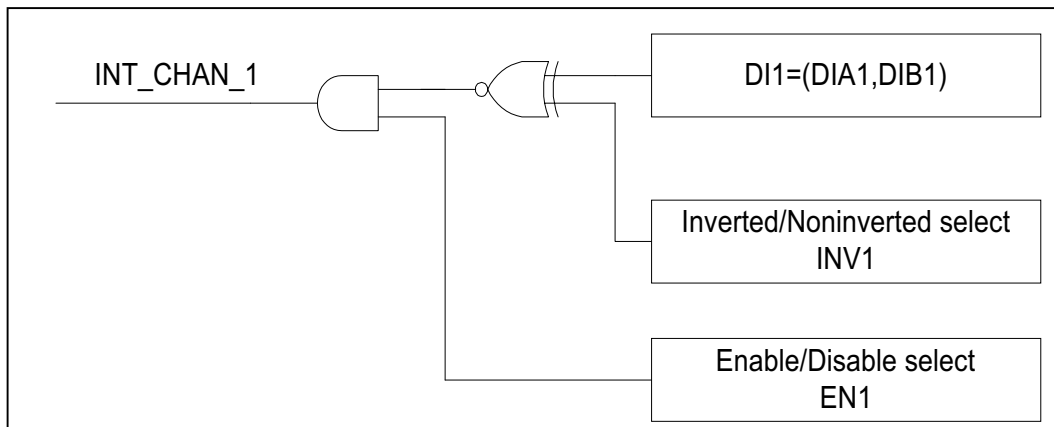 INT_CHAN_1
DI1=(DIA1,DIB1)
Inverted/Noninverted select
INV1
Enable/Disable select
EN1